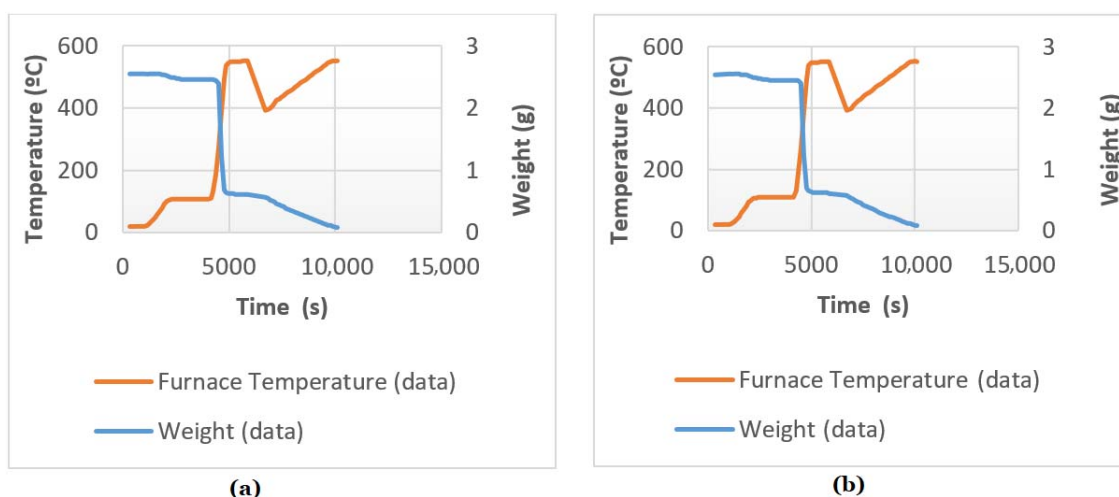 600
400
200
0
Temperature (ºC)
3
2
1
0
Weight (g)
0 5000 10,000 15,000
Time (s)
Furnace Temperature (data)
Weight (data)
(a)
600
400
200
0
Temperature (ºC)
3
2
1
0
Weight (g)
0 5000 10,000 15,000
Time (s)
Furnace Temperature (data)
Weight (data)
(b)